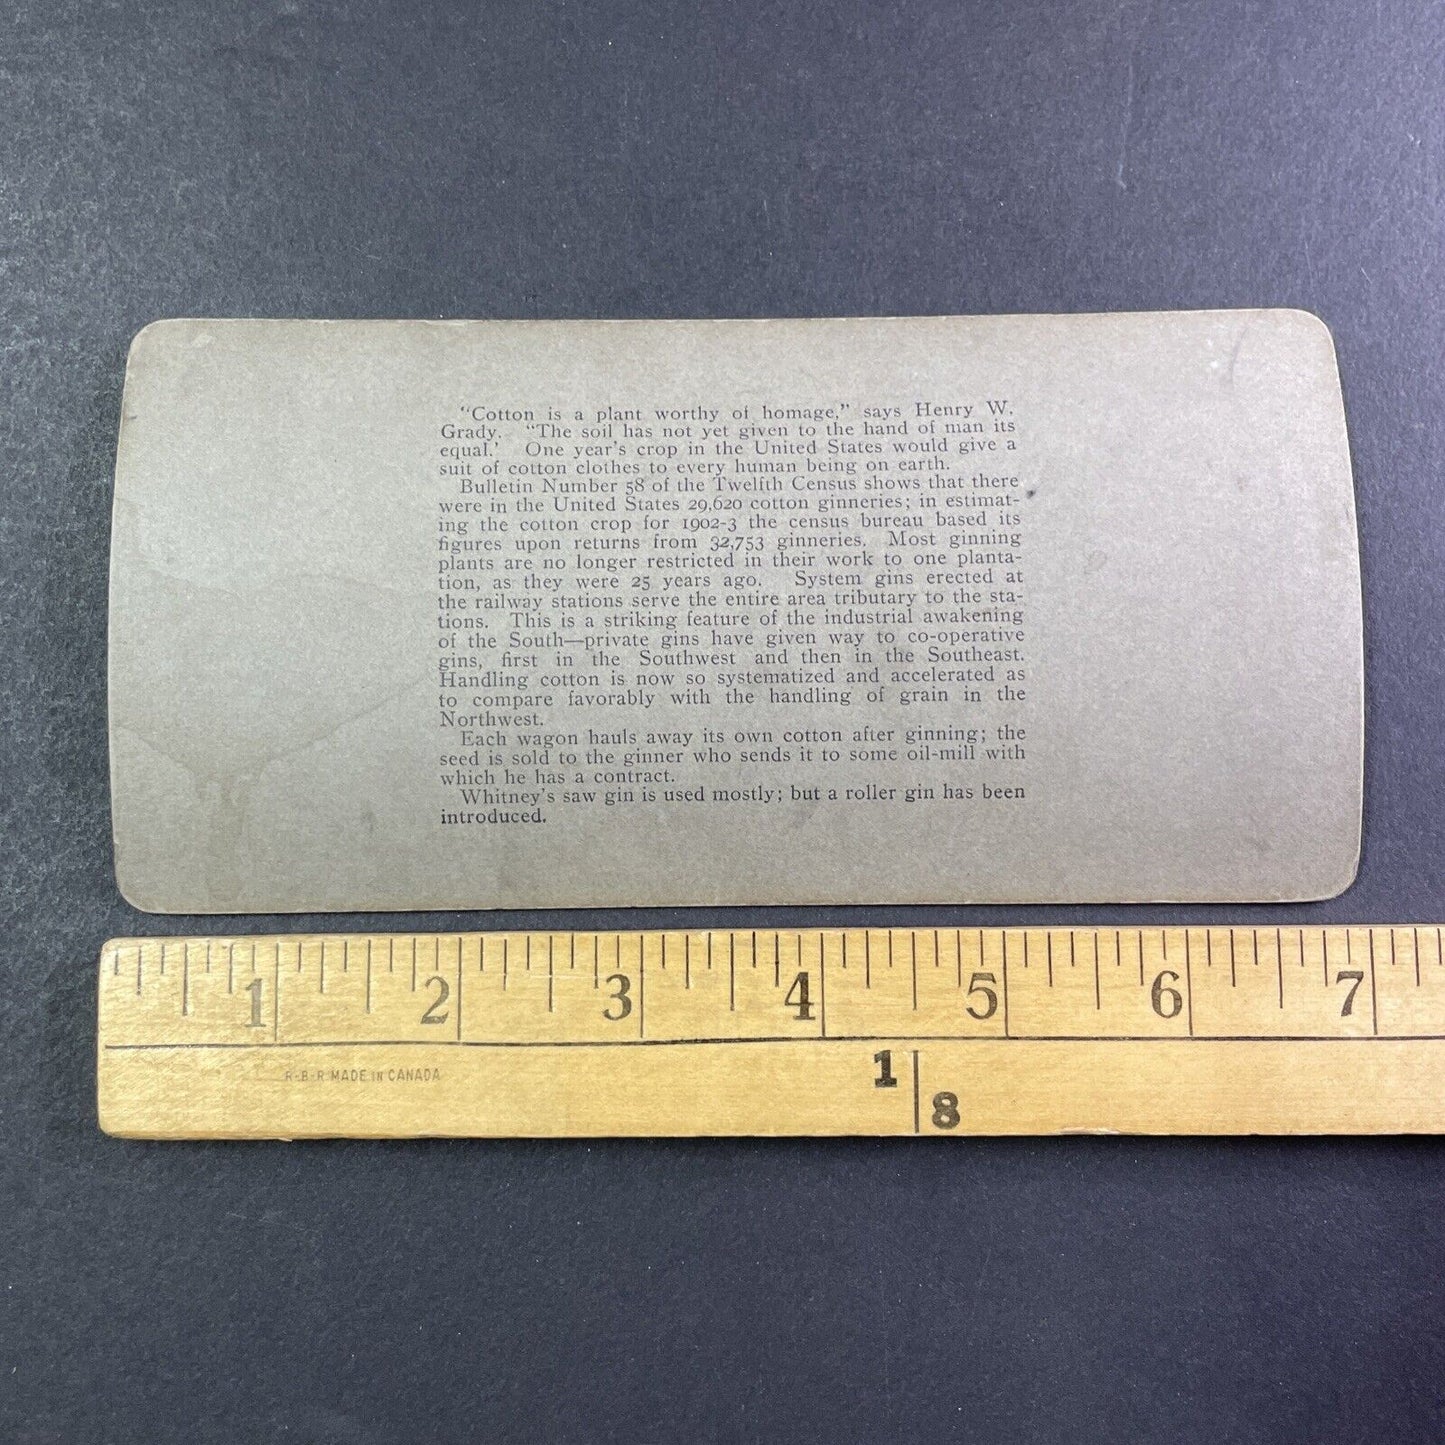 "Cotton is a plant worthy of homage," says Henry W.
Grady. "The soil has not yet given to the hand of man its
equal.' One year's crop in the United States would give a
suit of cotton clothes to every human being on earth.
Bulletin Number 58 of the Twelfth Census shows that there
were in the United States 29,620 cotton ginneries; in estimat-
ing the cotton crop for 1902-3 the census bureau based its
figures upon returns from 32,753 ginneries. Most ginning
plants are no longer restricted in their work to one planta-
tion, as they were 25 years ago. System gins erected at
the railway stations serve the entire area tributary to the sta-
tions. This is a striking feature of the industrial awakening
of the South—private gins have given way to co-operative
gins, first in the Southwest and then in the Southeast.
Handling cotton is now so systematized and accelerated as
to compare favorably with the handling of grain in the
Northwest.
Each wagon hauls away its own cotton after ginning; the
seed is sold to the ginner who sends it to some oil-mill with
which he has a contract.
Whitney's saw gin is used mostly; but a roller gin has been
introduced.
1 2 3 4 5 6 7
R-B-R MADE IN CANADA
1 8